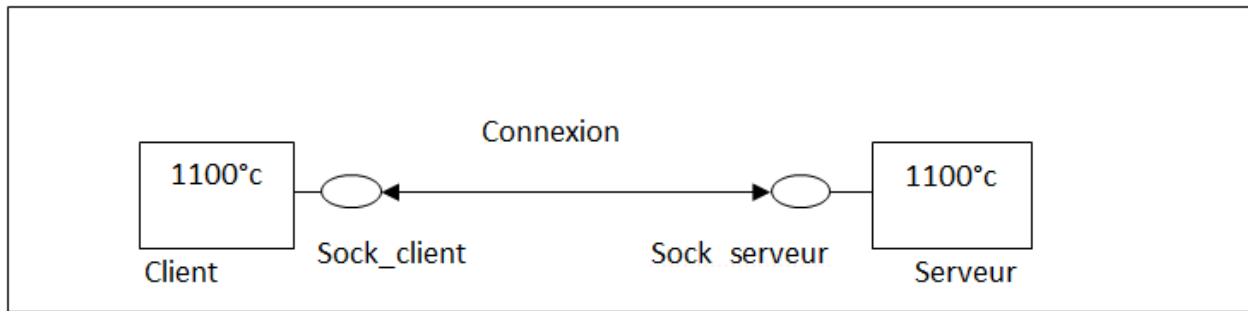 Connexion
1100°c
1100°c
Sock_client
Sock serveur
Client
Serveur